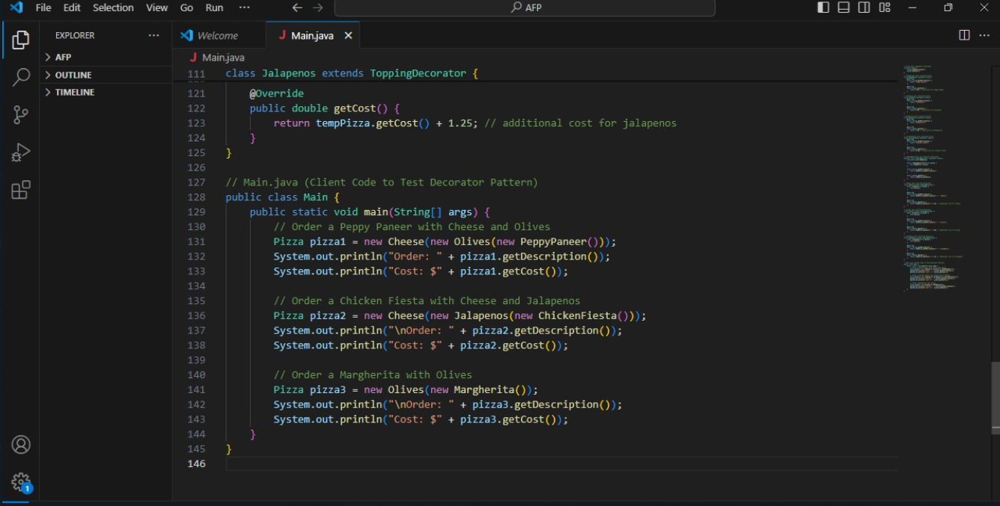 File Edit Selection View Go Run ··· AFP
EXPLORER ···
AFP
OUTLINE
TIMELINE
Welcome
Main.java
Main.java
111 class Jalapenos extends ToppingDecorator {
121 @Override
122 public double getCost() {
123 return tempPizza.getCost() + 1.25; // additional cost for jalapenos
124 }
125 }
126
127 // Main.java (Client Code to Test Decorator Pattern)
128 public class Main {
129 public static void main(String[] args) {
130 // Order a Peppy Paneer with Cheese and Olives
131 Pizza pizza1 = new Cheese(new Olives(new PeppyPaneer()));
132 System.out.println("Order: " + pizza1.getDescription());
133 System.out.println("Cost: $" + pizza1.getCost());
134
135 // Order a Chicken Fiesta with Cheese and Jalapenos
136 Pizza pizza2 = new Cheese(new Jalapenos(new ChickenFiesta()));
137 System.out.println("\nOrder: " + pizza2.getDescription());
138 System.out.println("Cost: $" + pizza2.getCost());
139
140 // Order a Margherita with Olives
141 Pizza pizza3 = new Olives(new Margherita());
142 System.out.println("\nOrder: " + pizza3.getDescription());
143 System.out.println("Cost: $" + pizza3.getCost());
144 }
145 }
146
1